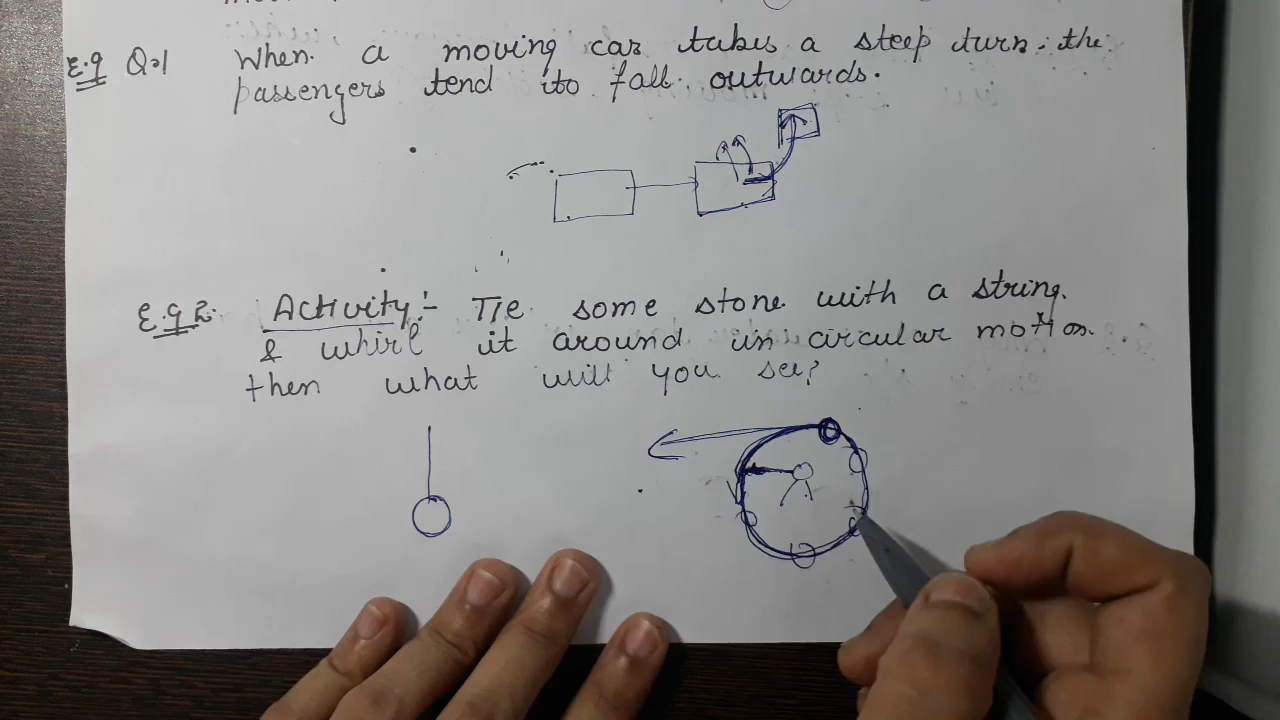 E.g Q.1 When a moving car takes a steep turn. the
passengers tend to fall outwards.
E.g 2. Activity:- Tie some stone with a string.
& whirl it around in circular motion.
then what will you see?